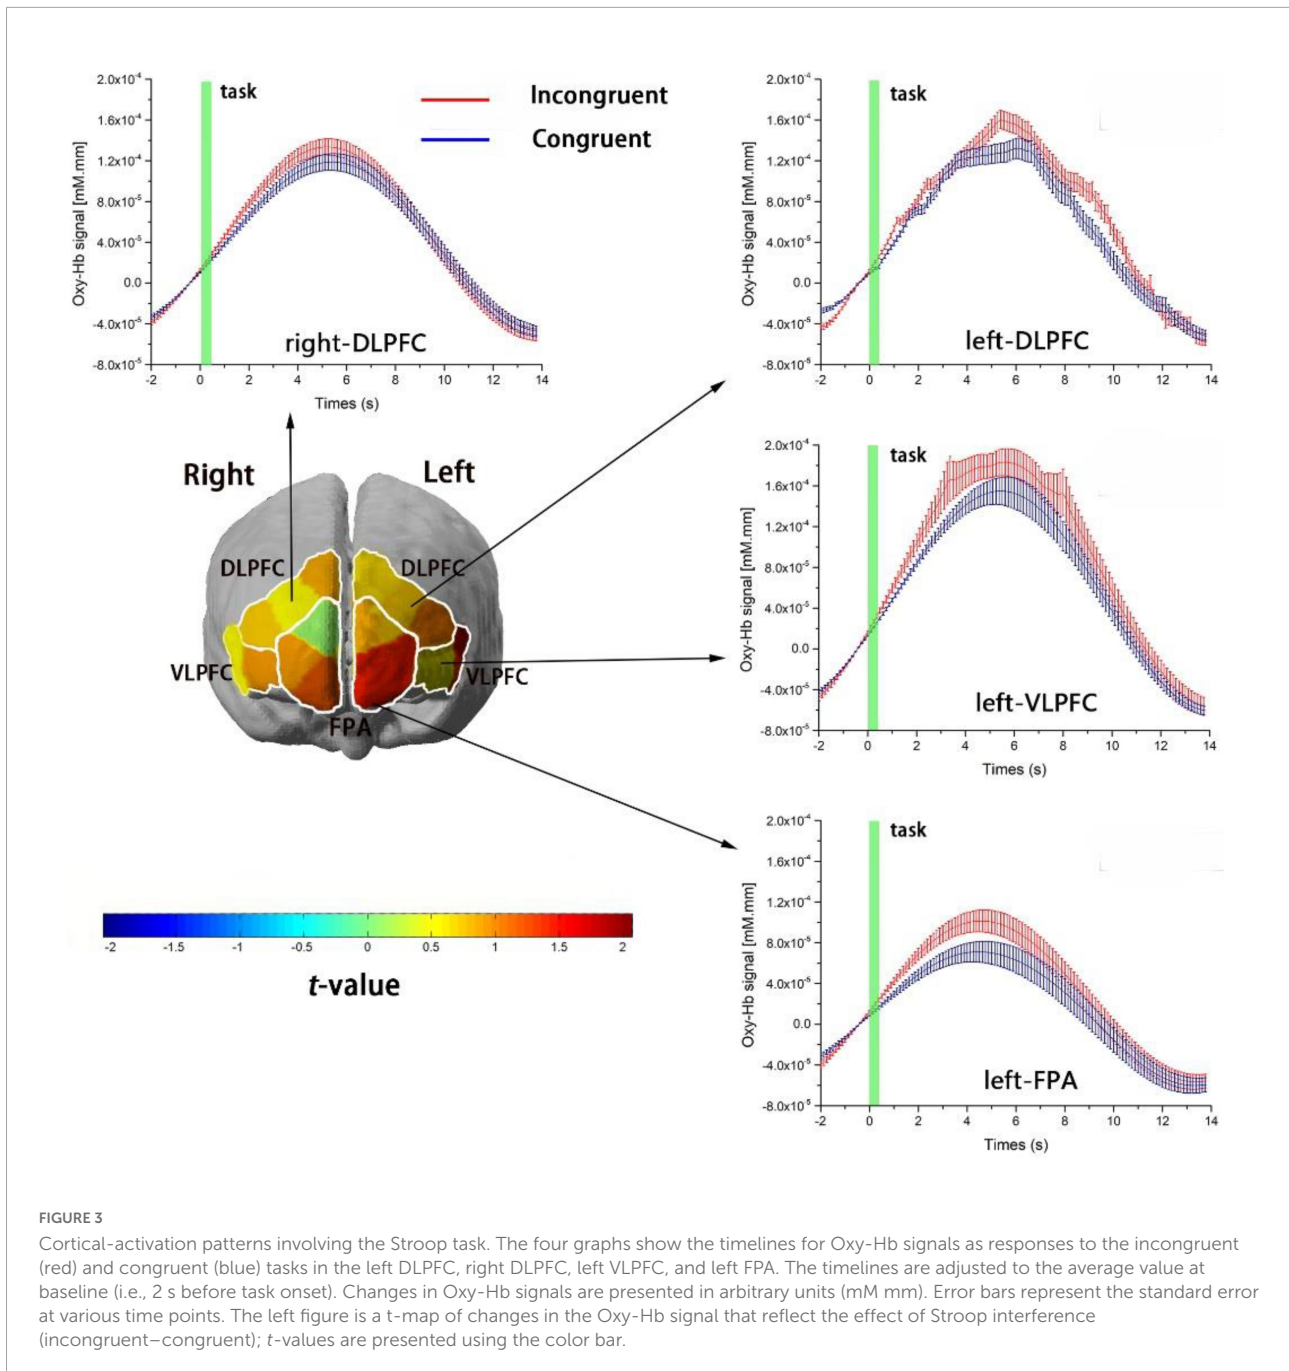 2.0x10⁻⁴
1.6x10⁻⁴
1.2x10⁻⁴
8.0x10⁻⁵
4.0x10⁻⁵
0.0
-4.0x10⁻⁵
-8.0x10⁻⁵
Oxy-Hb signal [mM.mm]
task
right-DLPFC
-2 0 2 4 6 8 10 12 14
Times (s)
Incongruent
Congruent
2.0x10⁻⁴
1.6x10⁻⁴
1.2x10⁻⁴
8.0x10⁻⁵
4.0x10⁻⁵
0.0
-4.0x10⁻⁵
-8.0x10⁻⁵
Oxy-Hb signal [mM.mm]
task
left-DLPFC
-2 0 2 4 6 8 10 12 14
Times (s)
Right
Left
DLPFC
DLPFC
VLPFC
VLPFC
FPA
2.0x10⁻⁴
1.6x10⁻⁴
1.2x10⁻⁴
8.0x10⁻⁵
4.0x10⁻⁵
0.0
-4.0x10⁻⁵
-8.0x10⁻⁵
Oxy-Hb signal [mM.mm]
task
left-VLPFC
-2 0 2 4 6 8 10 12 14
Times (s)
2.0x10⁻⁴
1.6x10⁻⁴
1.2x10⁻⁴
8.0x10⁻⁵
4.0x10⁻⁵
0.0
-4.0x10⁻⁵
-8.0x10⁻⁵
Oxy-Hb signal [mM.mm]
task
left-FPA
-2 0 2 4 6 8 10 12 14
Times (s)
-2 -1.5 -1 -0.5 0 0.5 1 1.5 2
t-value
FIGURE 3
Cortical-activation patterns involving the Stroop task. The four graphs show the timelines for Oxy-Hb signals as responses to the incongruent
(red) and congruent (blue) tasks in the left DLPFC, right DLPFC, left VLPFC, and left FPA. The timelines are adjusted to the average value at
baseline (i.e., 2 s before task onset). Changes in Oxy-Hb signals are presented in arbitrary units (mM mm). Error bars represent the standard error
at various time points. The left figure is a t-map of changes in the Oxy-Hb signal that reflect the effect of Stroop interference
(incongruent–congruent); t-values are presented using the color bar.